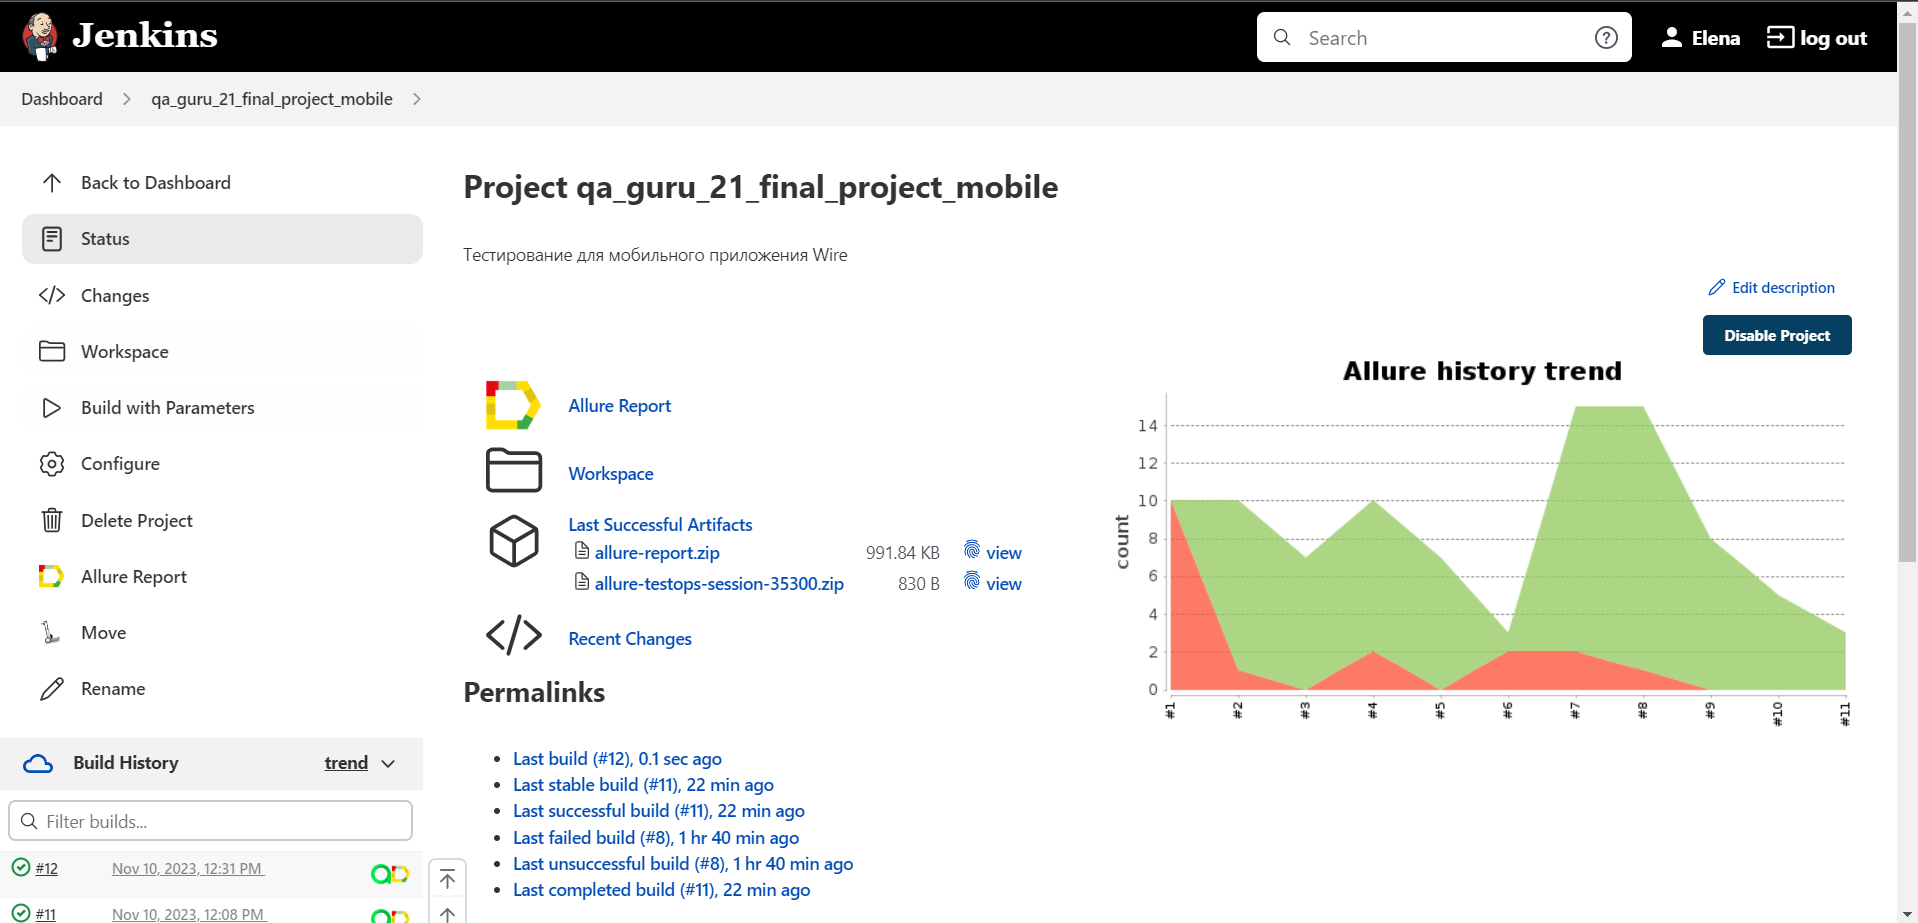 Jenkins
Search
Elena
log out
Dashboard
qa_guru_21_final_project_mobile
Back to Dashboard
Status
Changes
Workspace
Build with Parameters
Configure
Delete Project
Allure Report
Move
Rename
Build History
trend
Filter builds...
#12
Nov 10, 2023, 12:31 PM
#11
Nov 10, 2023, 12:08 PM
Project qa_guru_21_final_project_mobile
Тестирование для мобильного приложения Wire
Edit description
Disable Project
Allure Report
Workspace
Last Successful Artifacts
allure-report.zip 991.84 KB view
allure-testops-session-35300.zip 830 B view
Recent Changes
Permalinks
Last build (#12), 0.1 sec ago
Last stable build (#11), 22 min ago
Last successful build (#11), 22 min ago
Last failed build (#8), 1 hr 40 min ago
Last unsuccessful build (#8), 1 hr 40 min ago
Last completed build (#11), 22 min ago
Allure history trend
count
14
12
10
8
6
4
2
0
#1 #2 #3 #4 #5 #6 #7 #8 #9 #10 #11